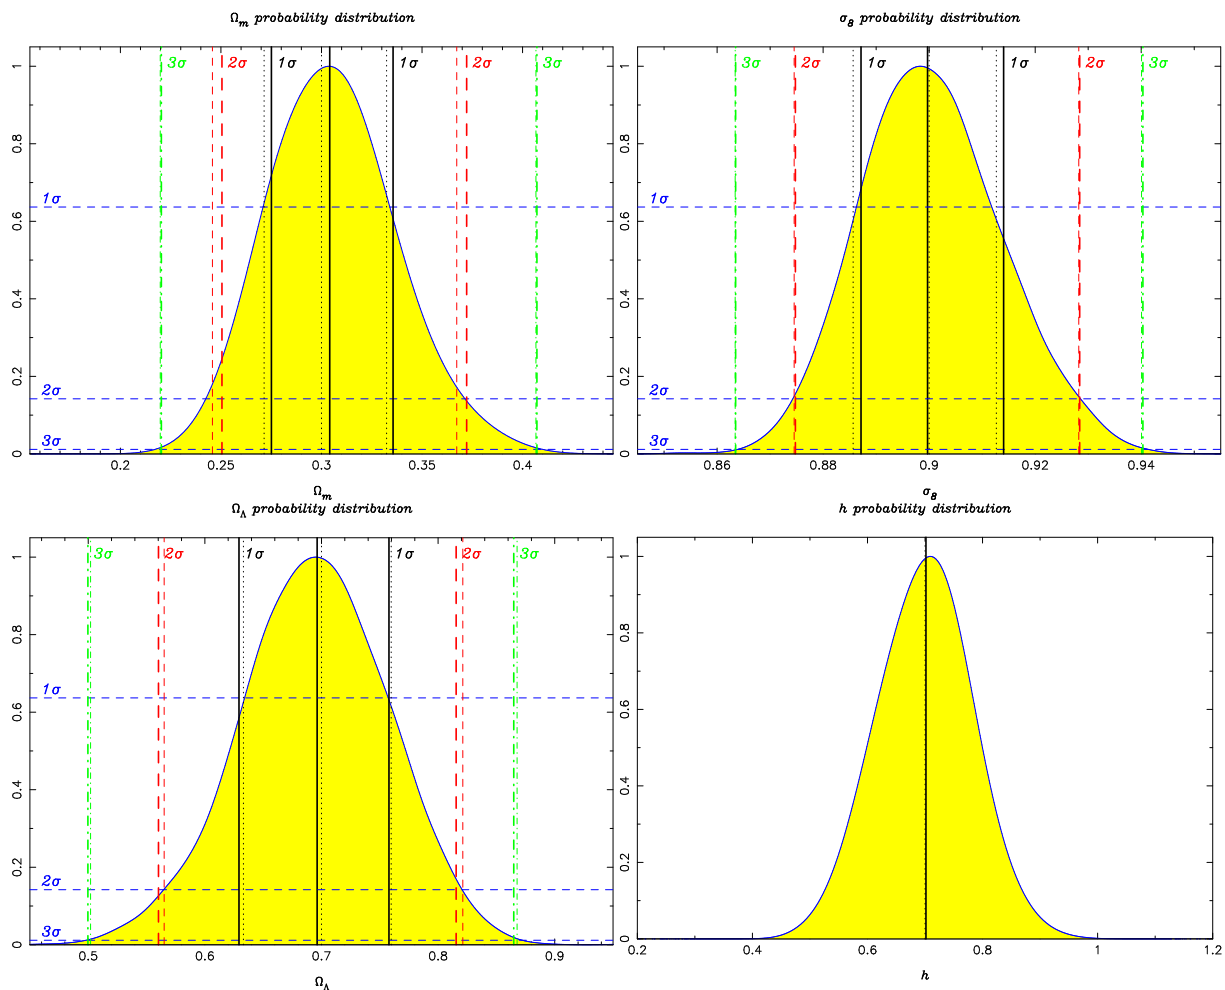 Ωm probability distribution
3σ 2σ 1σ 1σ 2σ 3σ
1
0.8
1σ
0.6
0.4
2σ
0.2
3σ
0
0.2 0.25 0.3 0.35 0.4
Ωm
σ8 probability distribution
3σ 2σ 1σ 1σ 2σ 3σ
1
0.8
1σ
0.6
0.4
2σ
0.2
3σ
0
0.86 0.88 0.9 0.92 0.94
σ8
ΩΛ probability distribution
3σ 2σ 1σ 1σ 2σ 3σ
1
0.8
1σ
0.6
0.4
2σ
0.2
3σ
0
0.5 0.6 0.7 0.8 0.9
ΩΛ
h probability distribution
1
0.8
0.6
0.4
0.2
0
0.2 0.4 0.6 0.8 1 1.2
h